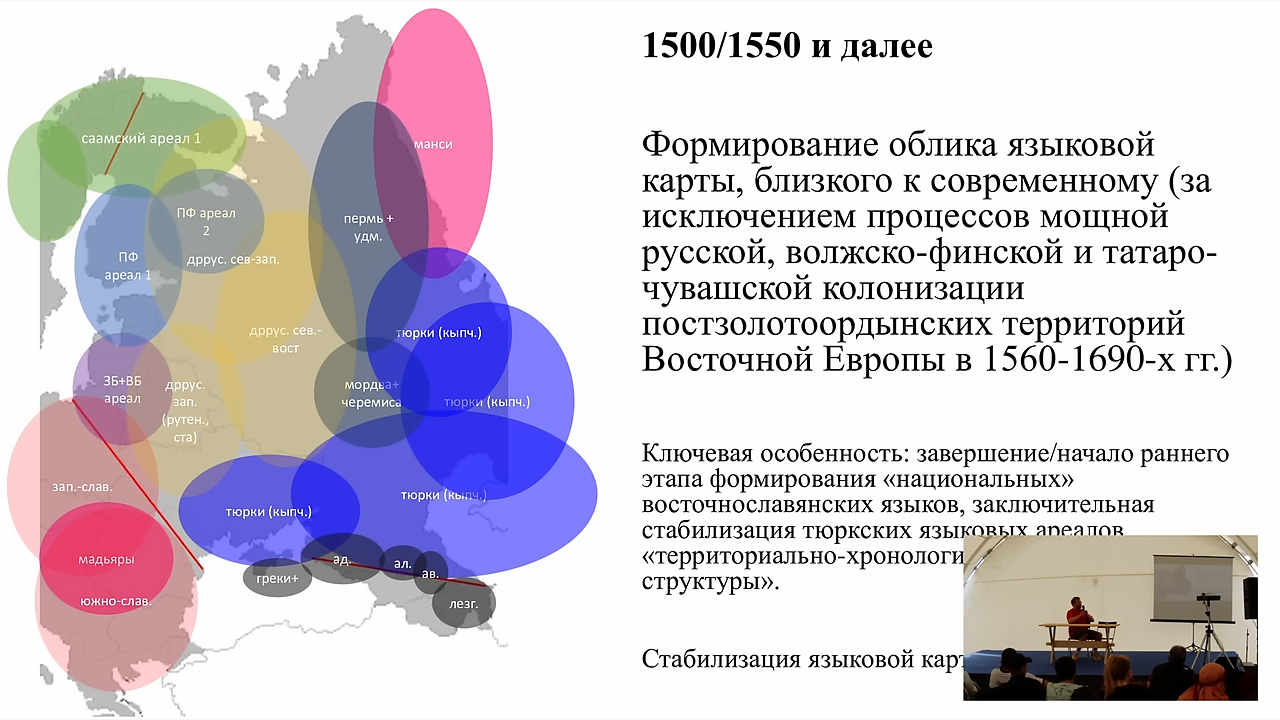 1500/1550 и далее
Формирование облика языковой
карты, близкого к современному (за
исключением процессов мощной
русской, волжско-финской и татаро-
чувашской колонизации
постзолотоордынских территорий
Восточной Европы в 1560-1690-х гг.)
Ключевая особенность: завершение/начало раннего
этапа формирования «национальных»
восточнославянских языков, заключительная
стабилизация тюркских языковых ареалов
«территориально-хронологи
структуры».
Стабилизация языковой карт
саамский ареал 1
манси
ПФ ареал
2
пермь +
удм.
ПФ
ареал 1
дррус. сев-зап.
дррус. сев.-
вост
тюрки (кыпч.)
ЗБ+ВБ
ареал
дррус.
зап.
(рутен.,
ста)
мордва+
черемиса
тюрки (кыпч.)
зап.-слав.
тюрки (кыпч.)
тюрки (кыпч.)
мадьяры
ад.
ал.
ав.
греки+
южно-слав.
лезг.